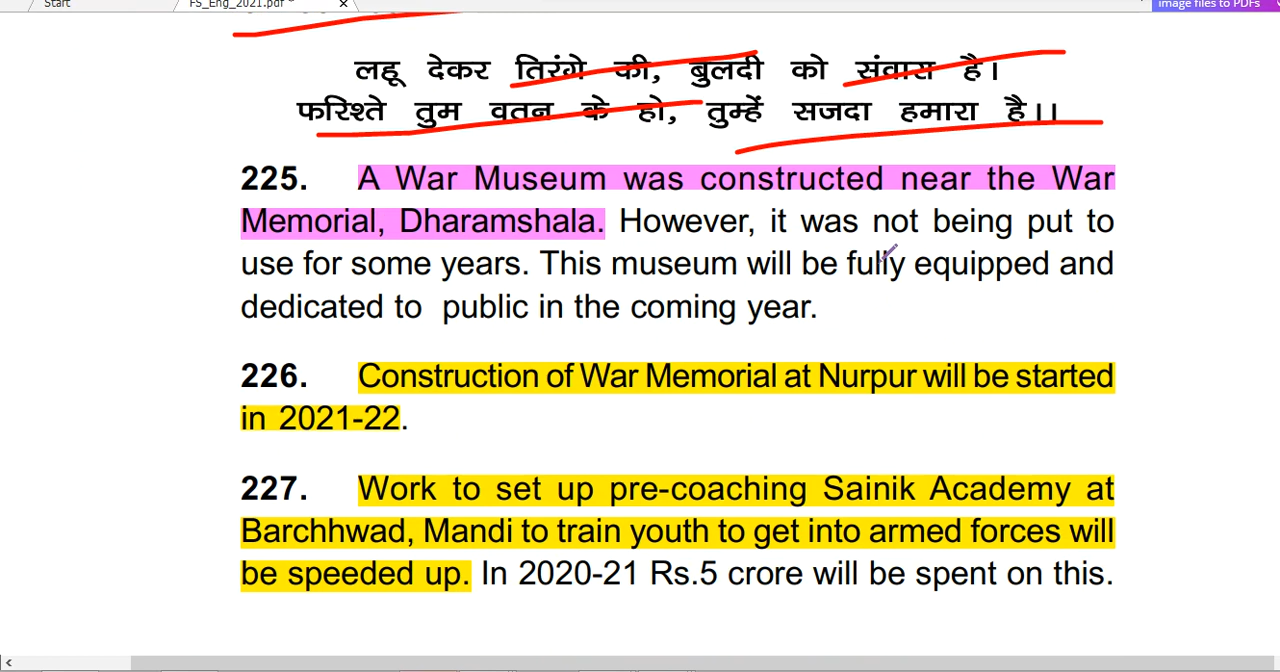 Start
FS_Eng_2021.pdf *
image files to PDFs
लहू देकर तिरंगे की, बुलदी को संवारा है।
फरिश्ते तुम वतन के हो, तुम्हें सजदा हमारा है।।
225. A War Museum was constructed near the War
Memorial, Dharamshala. However, it was not being put to
use for some years. This museum will be fully equipped and
dedicated to public in the coming year.
226. Construction of War Memorial at Nurpur will be started
in 2021-22.
227. Work to set up pre-coaching Sainik Academy at
Barchhwad, Mandi to train youth to get into armed forces will
be speeded up. In 2020-21 Rs.5 crore will be spent on this.